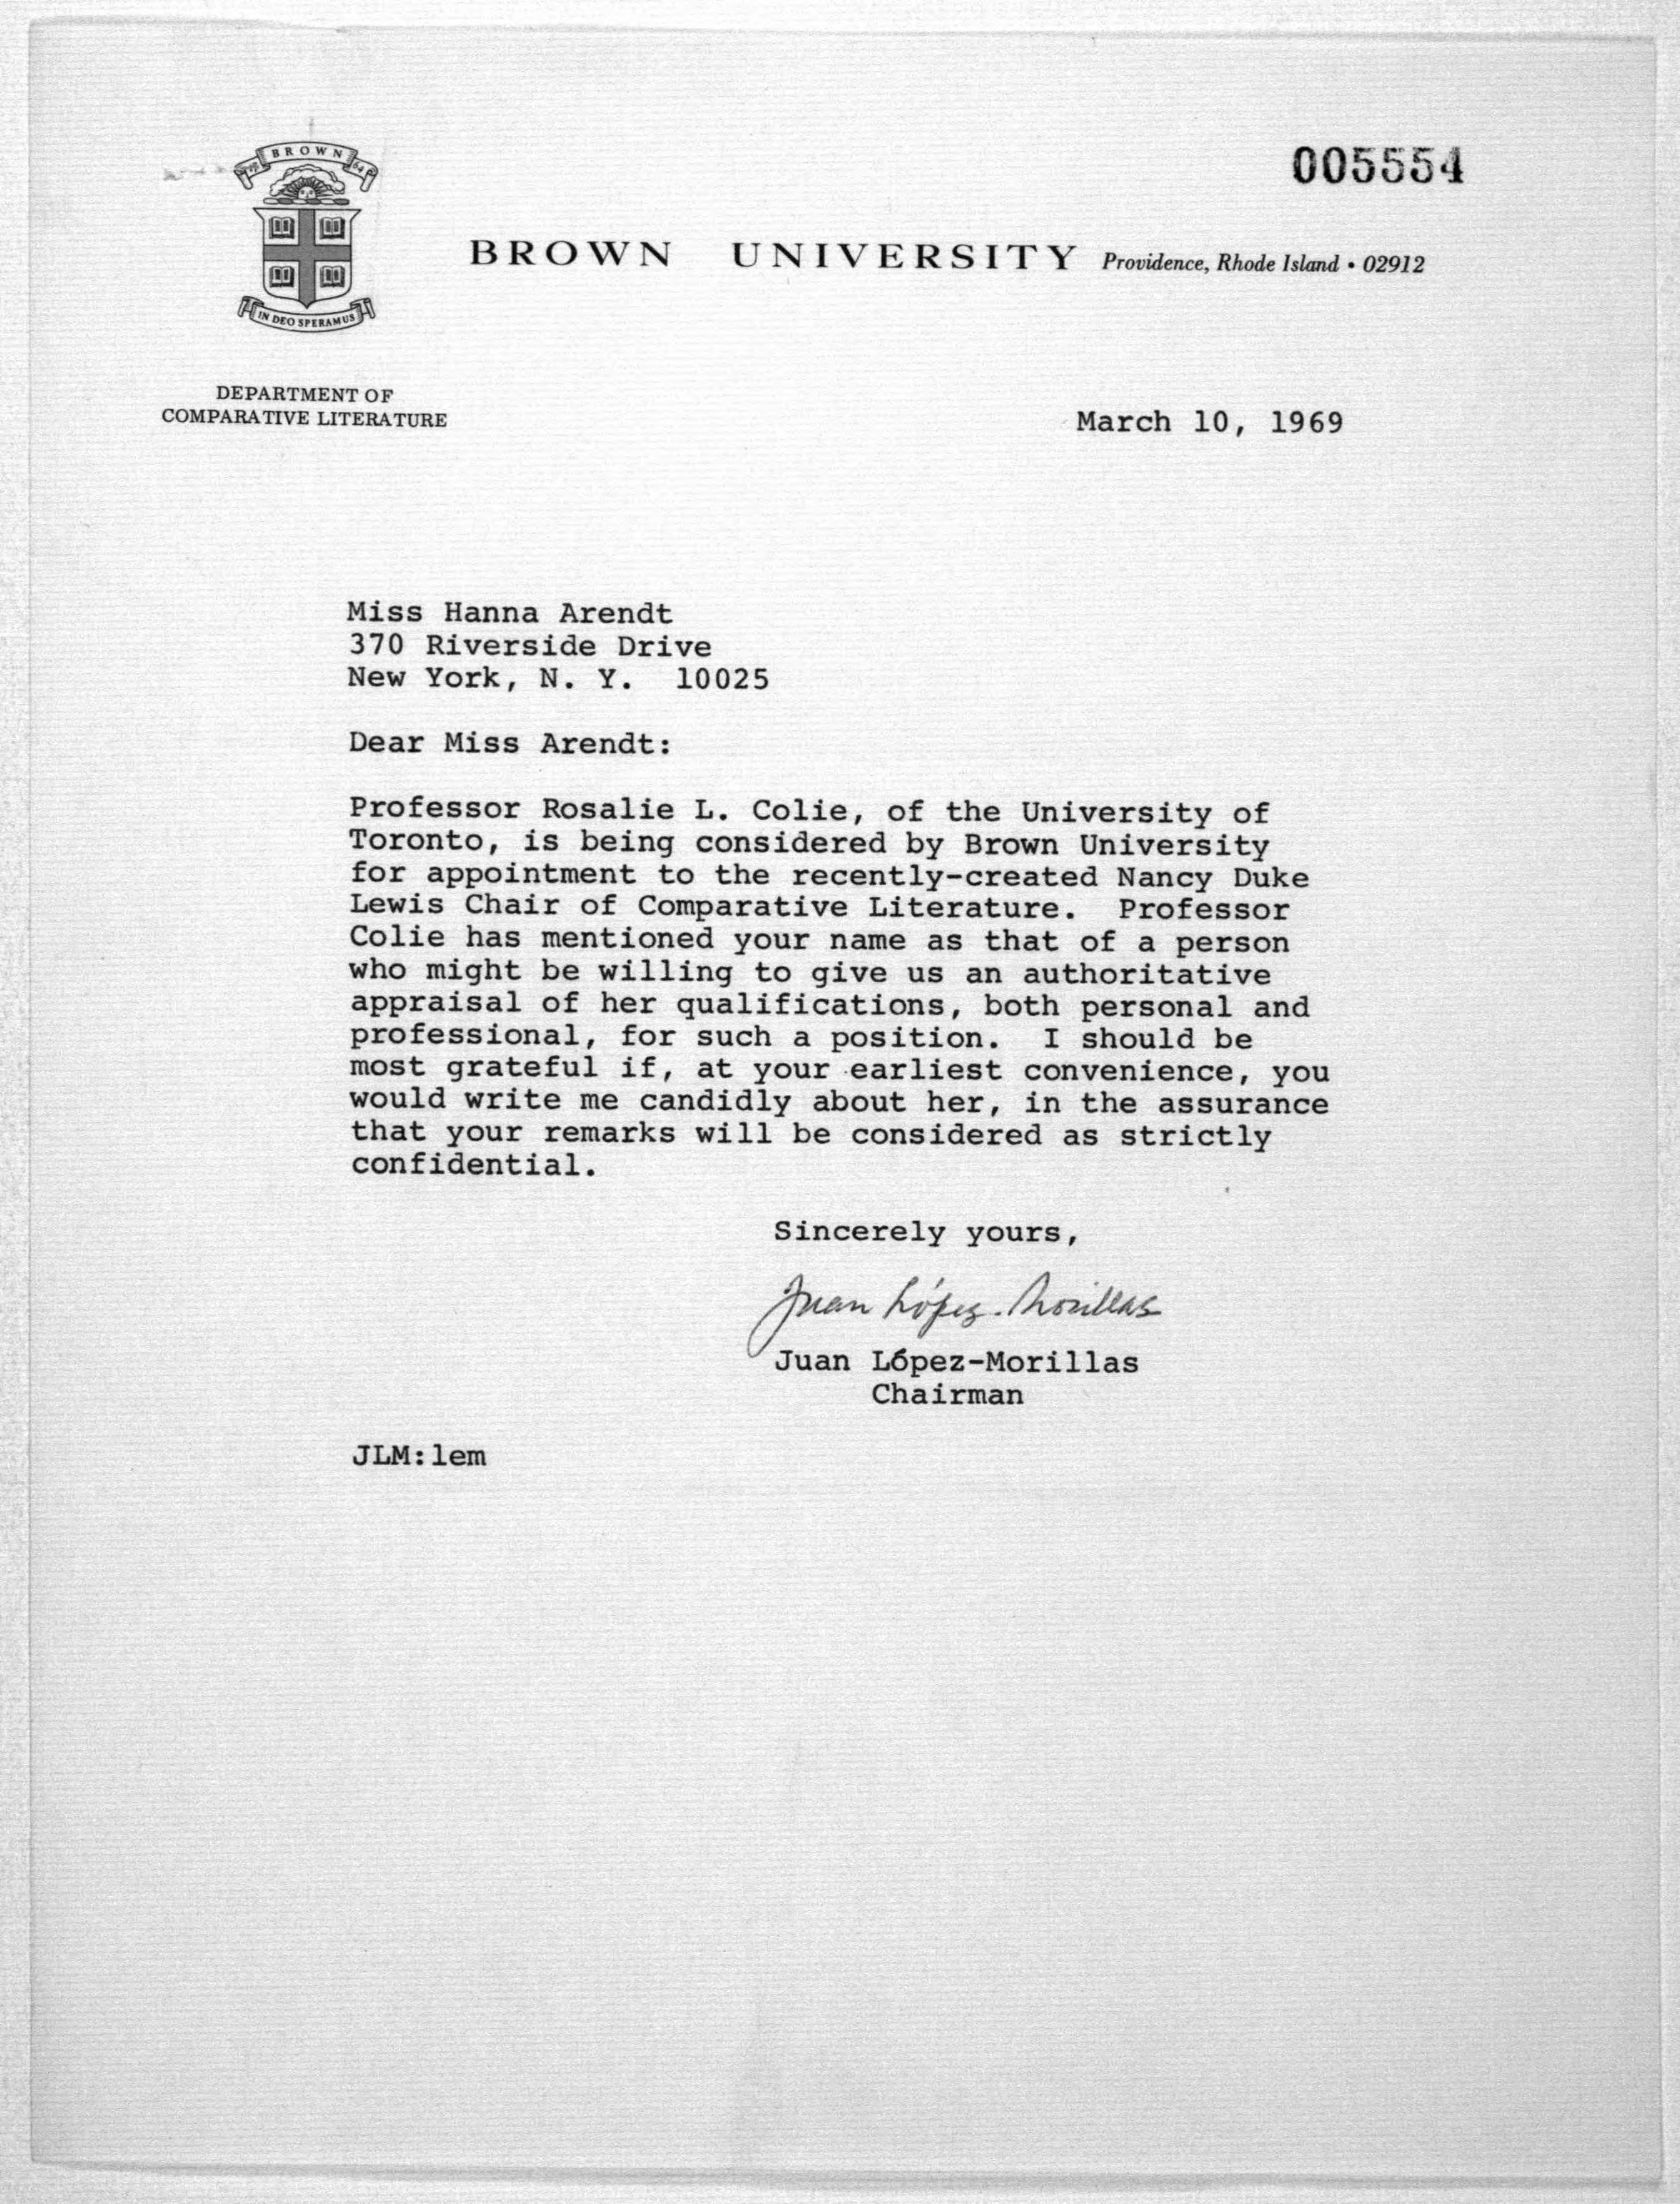 BROWN
17 64
IN DEO SPERAMUS
005554
BROWN UNIVERSITY Providence, Rhode Island • 02912
DEPARTMENT OF
COMPARATIVE LITERATURE
March 10, 1969
Miss Hanna Arendt
370 Riverside Drive
New York, N. Y. 10025
Dear Miss Arendt:
Professor Rosalie L. Colie, of the University of
Toronto, is being considered by Brown University
for appointment to the recently-created Nancy Duke
Lewis Chair of Comparative Literature. Professor
Colie has mentioned your name as that of a person
who might be willing to give us an authoritative
appraisal of her qualifications, both personal and
professional, for such a position. I should be
most grateful if, at your earliest convenience, you
would write me candidly about her, in the assurance
that your remarks will be considered as strictly
confidential.
Sincerely yours,
Juan López-Morillas
Juan López-Morillas
Chairman
JLM:lem